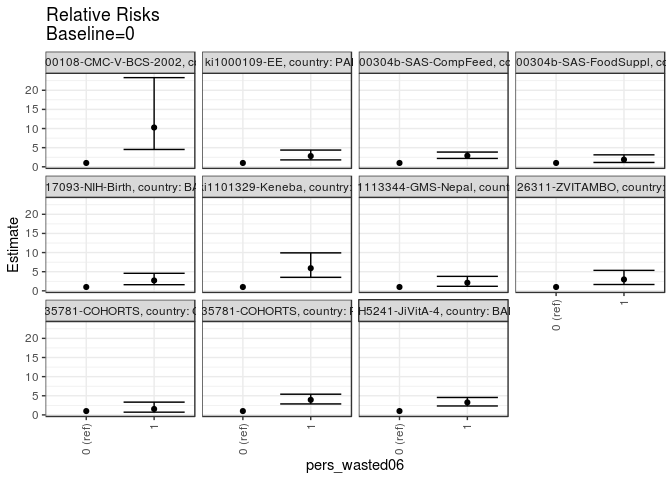 Relative Risks
Baseline=0
00108-CMC-V-BCS-2002, c
ki1000109-EE, country: PA
00304b-SAS-CompFeed, co
00304b-SAS-FoodSuppl, co
17093-NIH-Birth, country: BA
i1101329-Keneba, country:
1113344-GMS-Nepal, count
26311-ZVITAMBO, country:
35781-COHORTS, country:
35781-COHORTS, country:
H5241-JiVitA-4, country: BA
Estimate
20
15
10
5
0
20
15
10
5
0
20
15
10
5
0
0 (ref)
1
0 (ref)
1
0 (ref)
1
0 (ref)
1
pers_wasted06